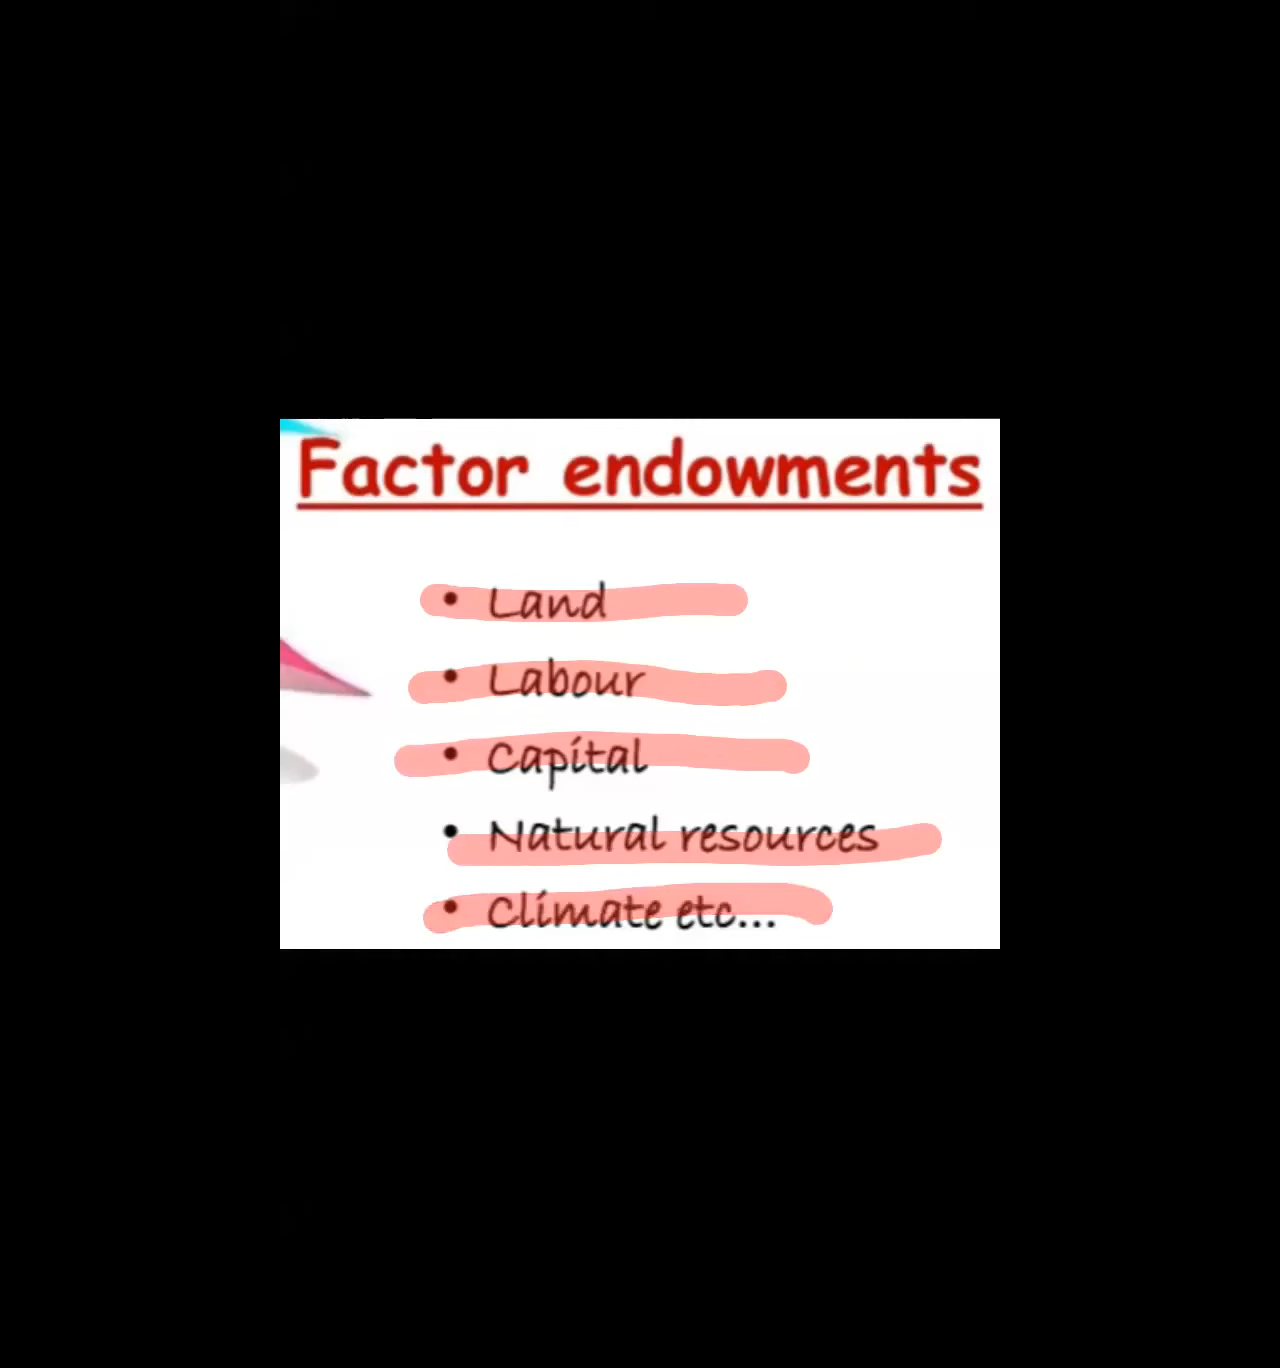 Factor endowments
• Land
• Labour
• Capital
• Natural resources
• Climate etc...